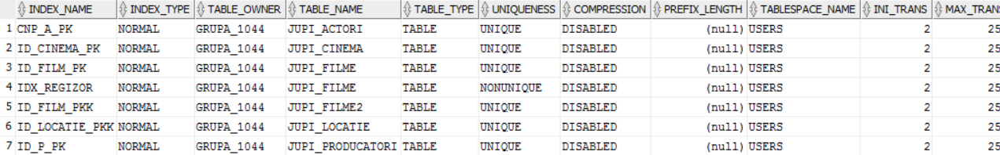 INDEX_NAME INDEX_TYPE TABLE_OWNER TABLE_NAME TABLE_TYPE UNIQUENESS COMPRESSION PREFIX_LENGTH TABLESPACE_NAME INI_TRANS MAX_TRANS
1 CNP_A_PK NORMAL GRUPA_1044 JUPI_ACTORI TABLE UNIQUE DISABLED (null) USERS 2 25
2 ID_CINEMA_PK NORMAL GRUPA_1044 JUPI_CINEMA TABLE UNIQUE DISABLED (null) USERS 2 25
3 ID_FILM_PK NORMAL GRUPA_1044 JUPI_FILME TABLE UNIQUE DISABLED (null) USERS 2 25
4 IDX_REGIZOR NORMAL GRUPA_1044 JUPI_FILME TABLE NONUNIQUE DISABLED (null) USERS 2 25
5 ID_FILM_PKK NORMAL GRUPA_1044 JUPI_FILME2 TABLE UNIQUE DISABLED (null) USERS 2 25
6 ID_LOCATIE_PKK NORMAL GRUPA_1044 JUPI_LOCATIE TABLE UNIQUE DISABLED (null) USERS 2 25
7 ID_P_PK NORMAL GRUPA_1044 JUPI_PRODUCATORI TABLE UNIQUE DISABLED (null) USERS 2 25